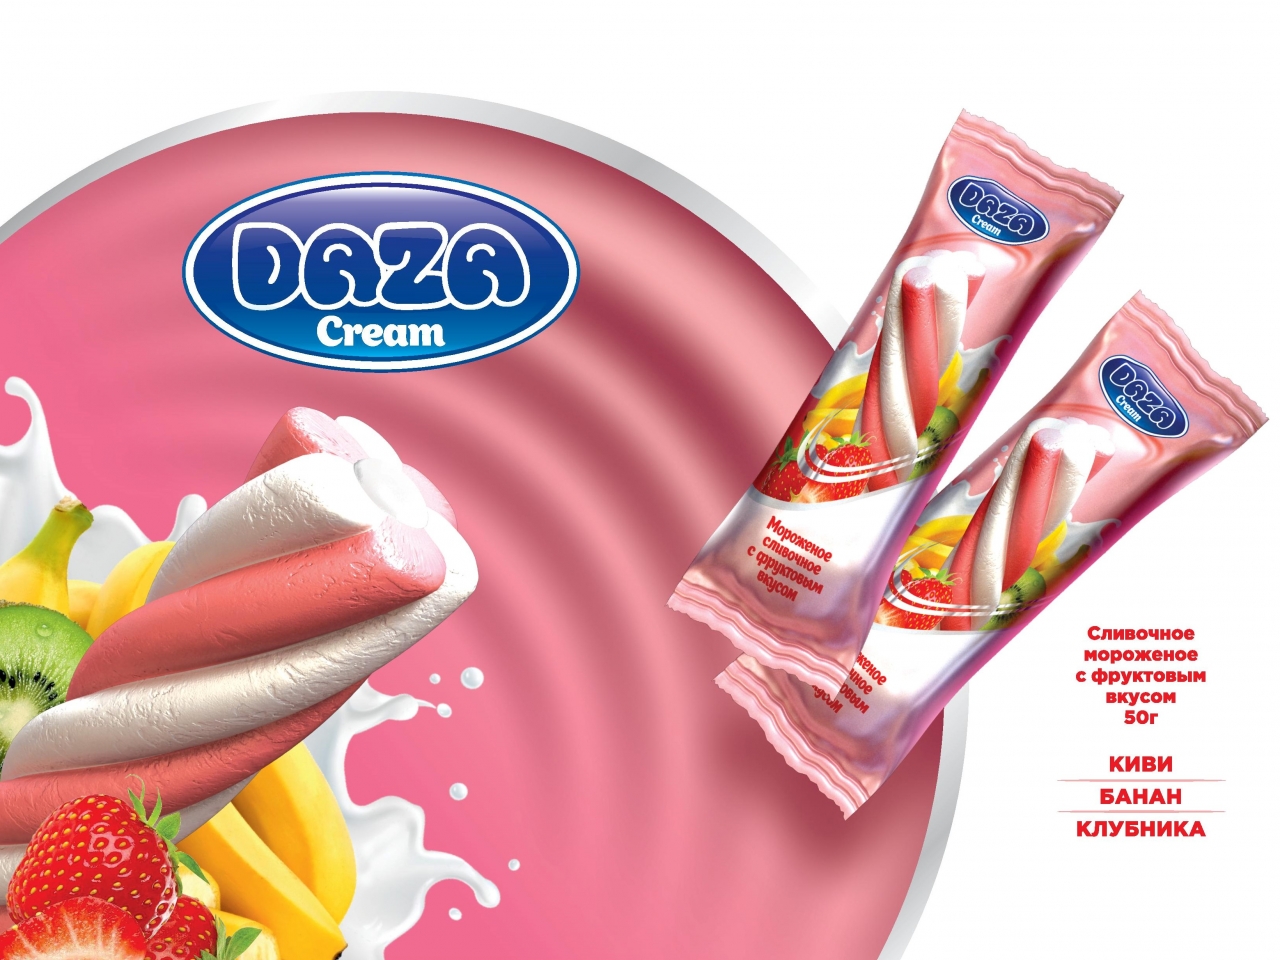 DAZA
Cream
DAZA
Cream
Мороженое
сливочное
с фруктовым
вкусом
DAZA
Cream
Сливочное
мороженое
с фруктовым
вкусом
50г
КИВИ
БАНАН
КЛУБНИКА